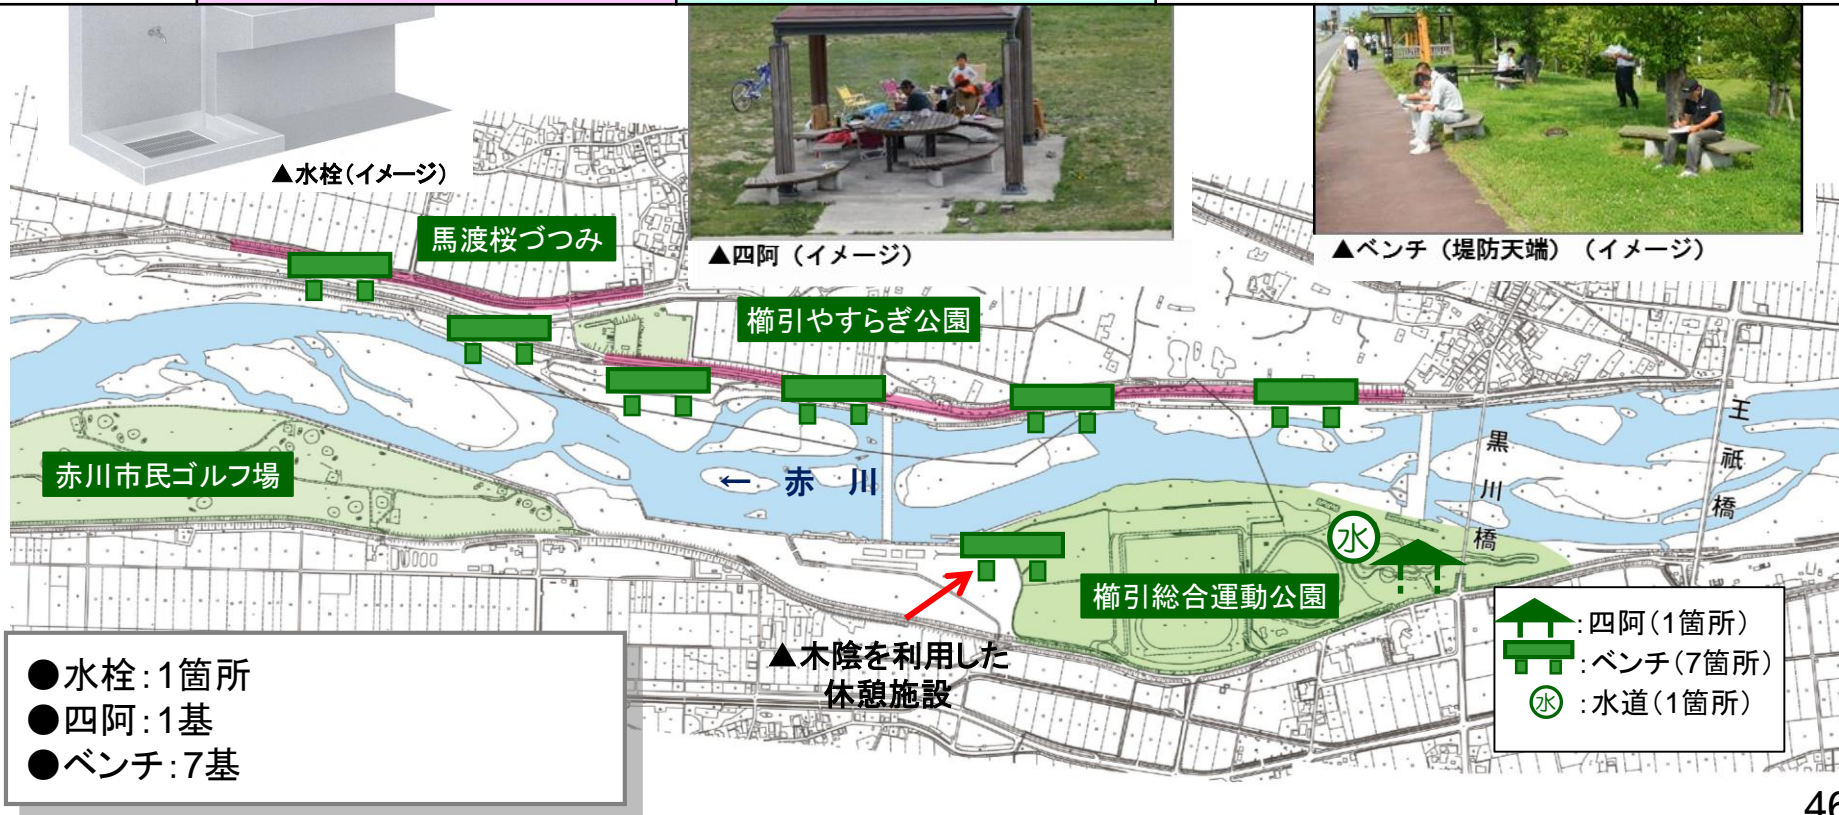 ▲水栓(イメージ)
▲四阿（イメージ）
▲ベンチ（堤防天端）（イメージ）
馬渡桜づつみ
櫛引やすらぎ公園
赤川市民ゴルフ場
← 赤 川
黒川橋
王祇橋
水
櫛引総合運動公園
▲木陰を利用した
休憩施設
●水栓:1箇所
●四阿:1基
●ベンチ:7基
:四阿(1箇所)
:ベンチ(7箇所)
水:水道(1箇所)
46